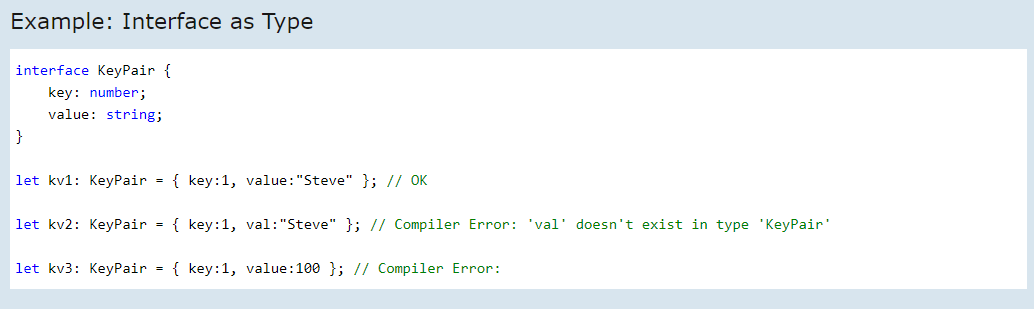 Example: Interface as Type
interface KeyPair {
    key: number;
    value: string;
}
let kv1: KeyPair = { key:1, value:"Steve" }; // OK
let kv2: KeyPair = { key:1, val:"Steve" }; // Compiler Error: 'val' doesn't exist in type 'KeyPair'
let kv3: KeyPair = { key:1, value:100 }; // Compiler Error: